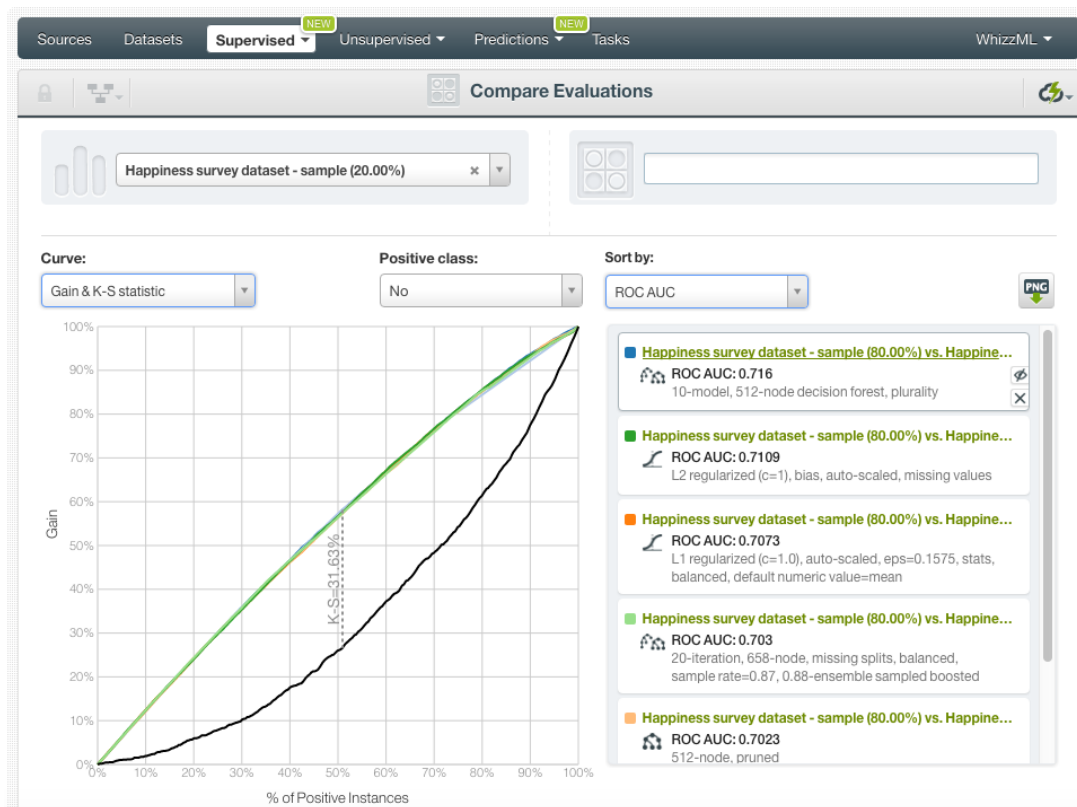 NEW NEW
Sources Datasets Supervised Unsupervised Predictions Tasks WhizzML
Compare Evaluations
Happiness survey dataset - sample (20.00%)
Curve: Positive class: Sort by:
Gain & K-S statistic No ROC AUC PNG
100%
90%
80%
70%
60%
50%
40%
30%
20%
10%
0%
Gain
K-S=31.63%
0% 10% 20% 30% 40% 50% 60% 70% 80% 90% 100%
% of Positive Instances
Happiness survey dataset - sample (80.00%) vs. Happine...
ROC AUC: 0.716
10-model, 512-node decision forest, plurality
Happiness survey dataset - sample (80.00%) vs. Happine...
ROC AUC: 0.7109
L2 regularized (c=1), bias, auto-scaled, missing values
Happiness survey dataset - sample (80.00%) vs. Happine...
ROC AUC: 0.7073
L1 regularized (c=1.0), auto-scaled, eps=0.1575, stats,
balanced, default numeric value=mean
Happiness survey dataset - sample (80.00%) vs. Happine...
ROC AUC: 0.703
20-iteration, 658-node, missing splits, balanced,
sample rate=0.87, 0.88-ensemble sampled boosted
Happiness survey dataset - sample (80.00%) vs. Happine...
ROC AUC: 0.7023
512-node, pruned